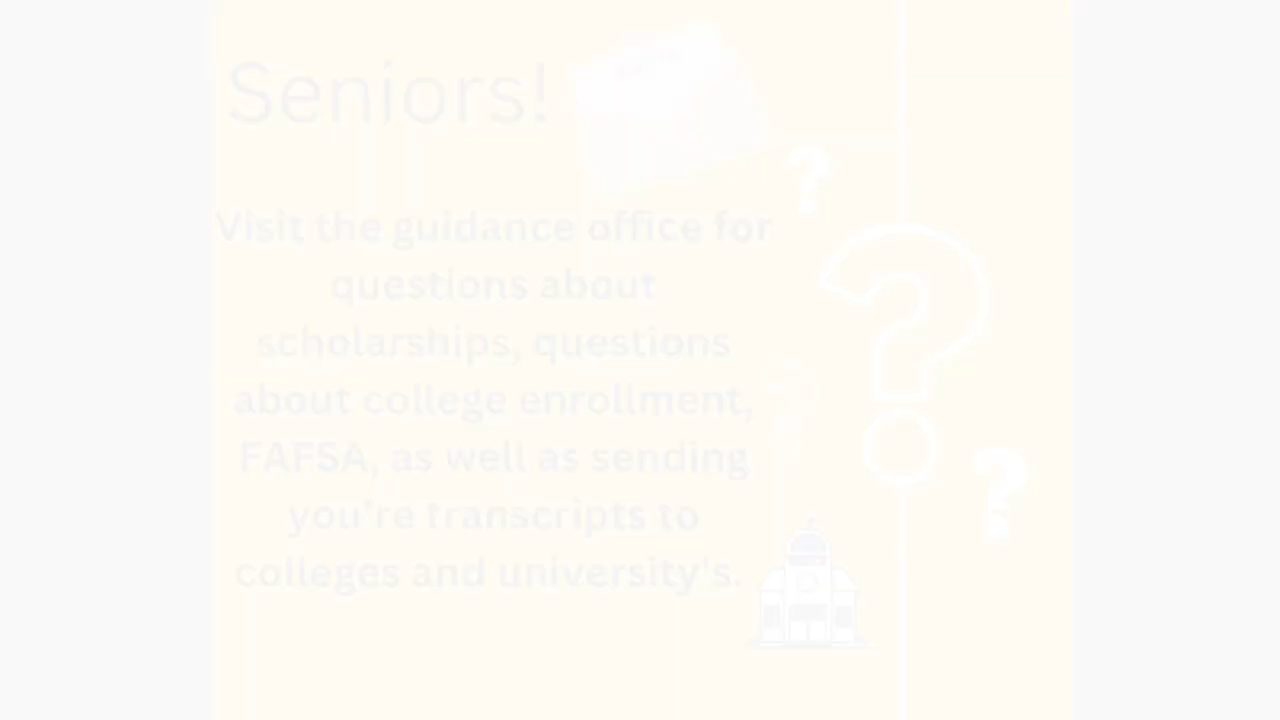 Seniors!
Visit the guidance office for
questions about
scholarships, questions
about college enrollment,
FAFSA, as well as sending
you're transcripts to
colleges and university's.